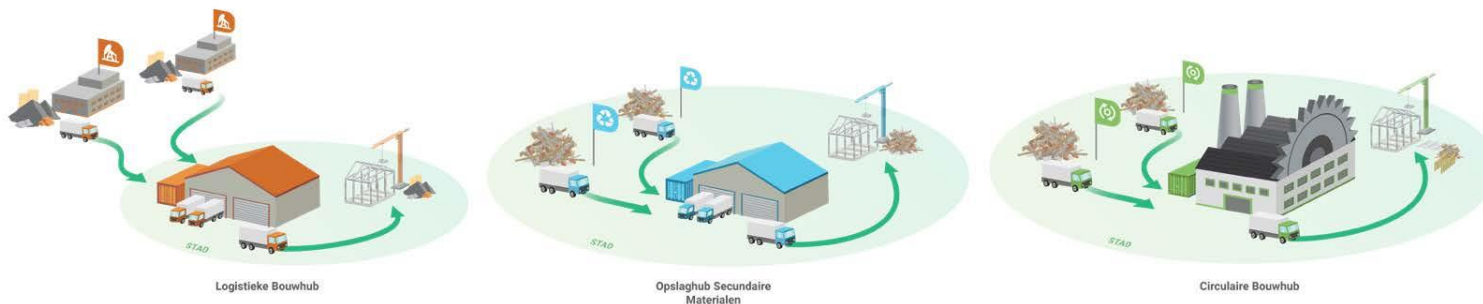 STAD
STAD
STAD
Logistieke Bouwhub
Opslaghub Secundaire
Materialen
Circulaire Bouwhub